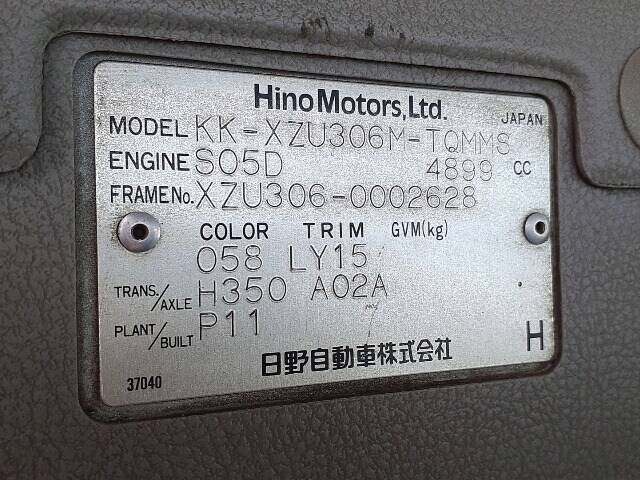 Hino Motors, Ltd.
JAPAN
MODEL KK-XZU306M-TQMMS
ENGINE S05D 4899 CC
FRAME No. XZU306-0002628
COLOR TRIM GVM(kg)
058 LY15
TRANS./AXLE H350 A02A
PLANT/BUILT P11
日野自動車株式会社
H
37040